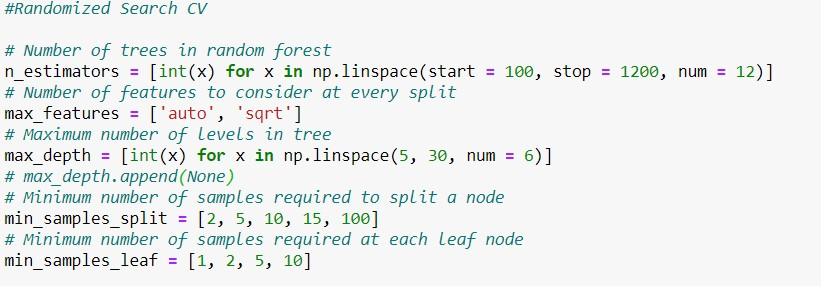 #Randomized Search CV
# Number of trees in random forest
n_estimators = [int(x) for x in np.linspace(start = 100, stop = 1200, num = 12)]
# Number of features to consider at every split
max_features = ['auto', 'sqrt']
# Maximum number of levels in tree
max_depth = [int(x) for x in np.linspace(5, 30, num = 6)]
# max_depth.append(None)
# Minimum number of samples required to split a node
min_samples_split = [2, 5, 10, 15, 100]
# Minimum number of samples required at each leaf node
min_samples_leaf = [1, 2, 5, 10]